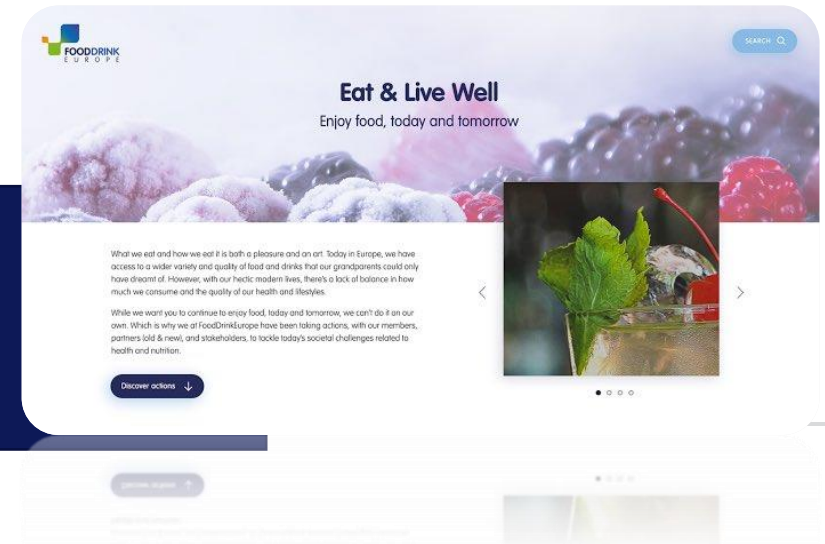 FOODDRINK
EUROPE
SEARCH
Eat & Live Well
Enjoy food, today and tomorrow
What we eat and how we eat it is both a pleasure and an art. Today in Europe, we have
access to a wider variety and quality of food and drinks that our grandparents could only
have dreamt of. However, with our hectic modern lives, there's a lack of balance in how
much we consume and the quality of our health and lifestyles.
While we want you to continue to enjoy food, today and tomorrow, we can't do it on our
own. Which is why we at FoodDrinkEurope have been taking actions, with our members,
partners (old & new), and stakeholders, to tackle today's societal challenges related to
health and nutrition.
Discover actions